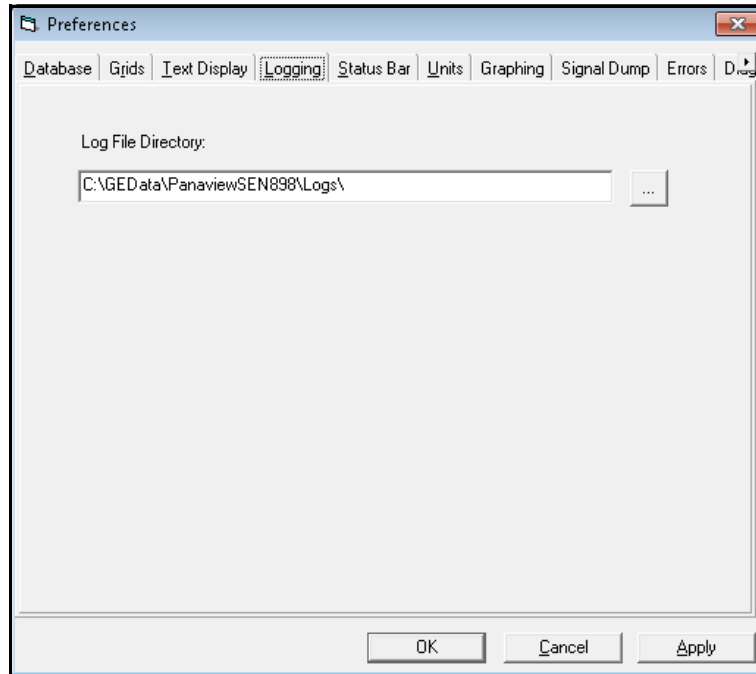 Preferences
Database Grids Text Display Logging Status Bar Units Graphing Signal Dump Errors
Log File Directory:
C:\GEData\PanaviewSEN898\Logs\ ...
OK Cancel Apply